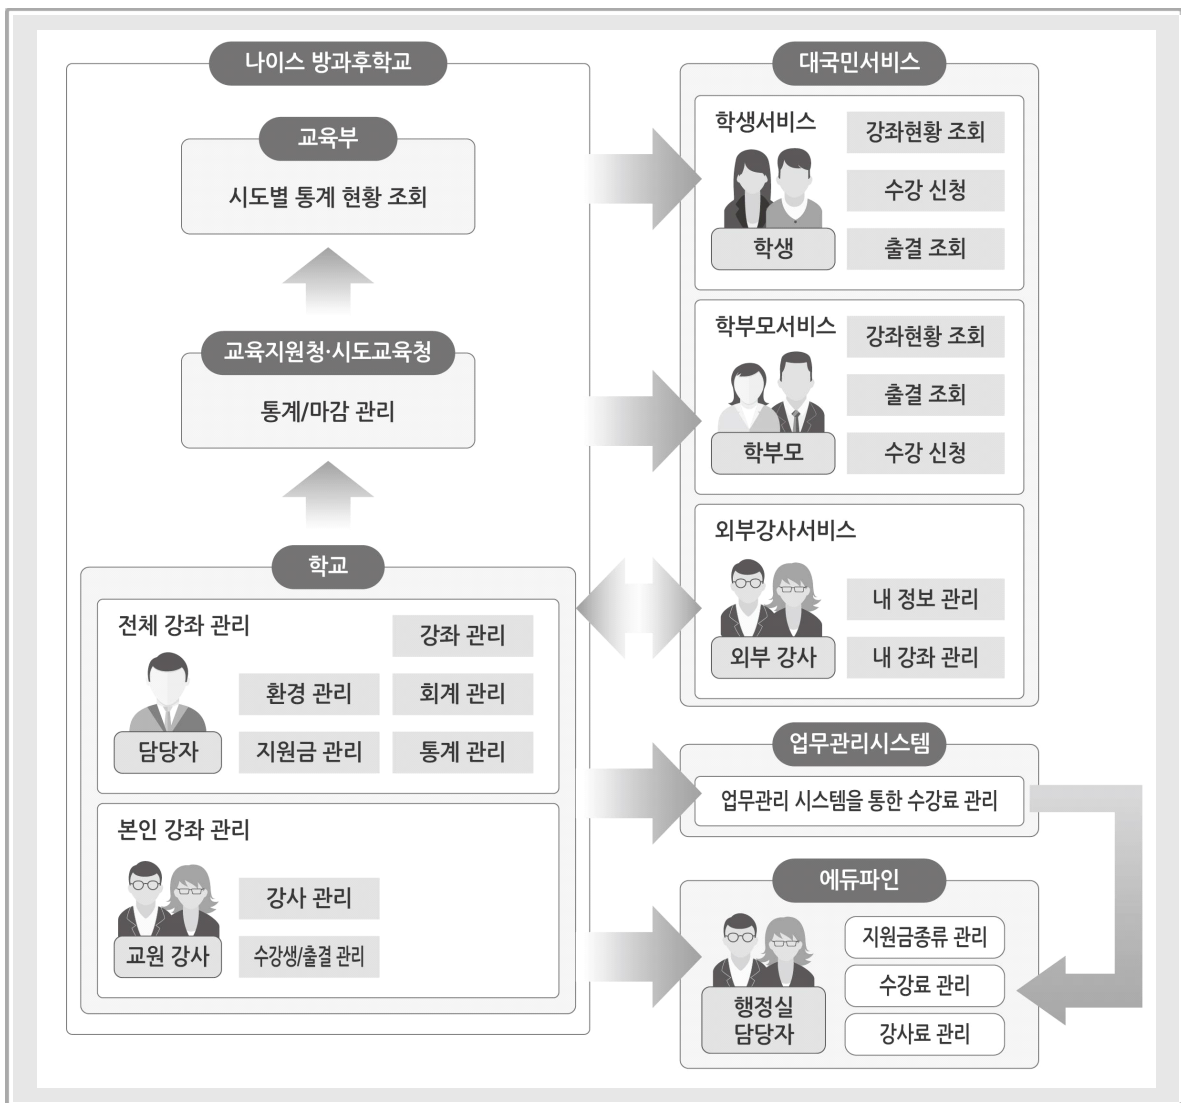 나이스 방과후학교
교육부
시도별 통계 현황 조회
교육지원청·시도교육청
통계/마감 관리
학교
전체 강좌 관리
담당자
강좌 관리
환경 관리
회계 관리
지원금 관리
통계 관리
본인 강좌 관리
교원 강사
강사 관리
수강생/출결 관리
대국민서비스
학생서비스
학생
강좌현황 조회
수강 신청
출결 조회
학부모서비스
학부모
강좌현황 조회
출결 조회
수강 신청
외부강사서비스
외부 강사
내 정보 관리
내 강좌 관리
업무관리시스템
업무관리 시스템을 통한 수강료 관리
에듀파인
행정실
담당자
지원금종류 관리
수강료 관리
강사료 관리